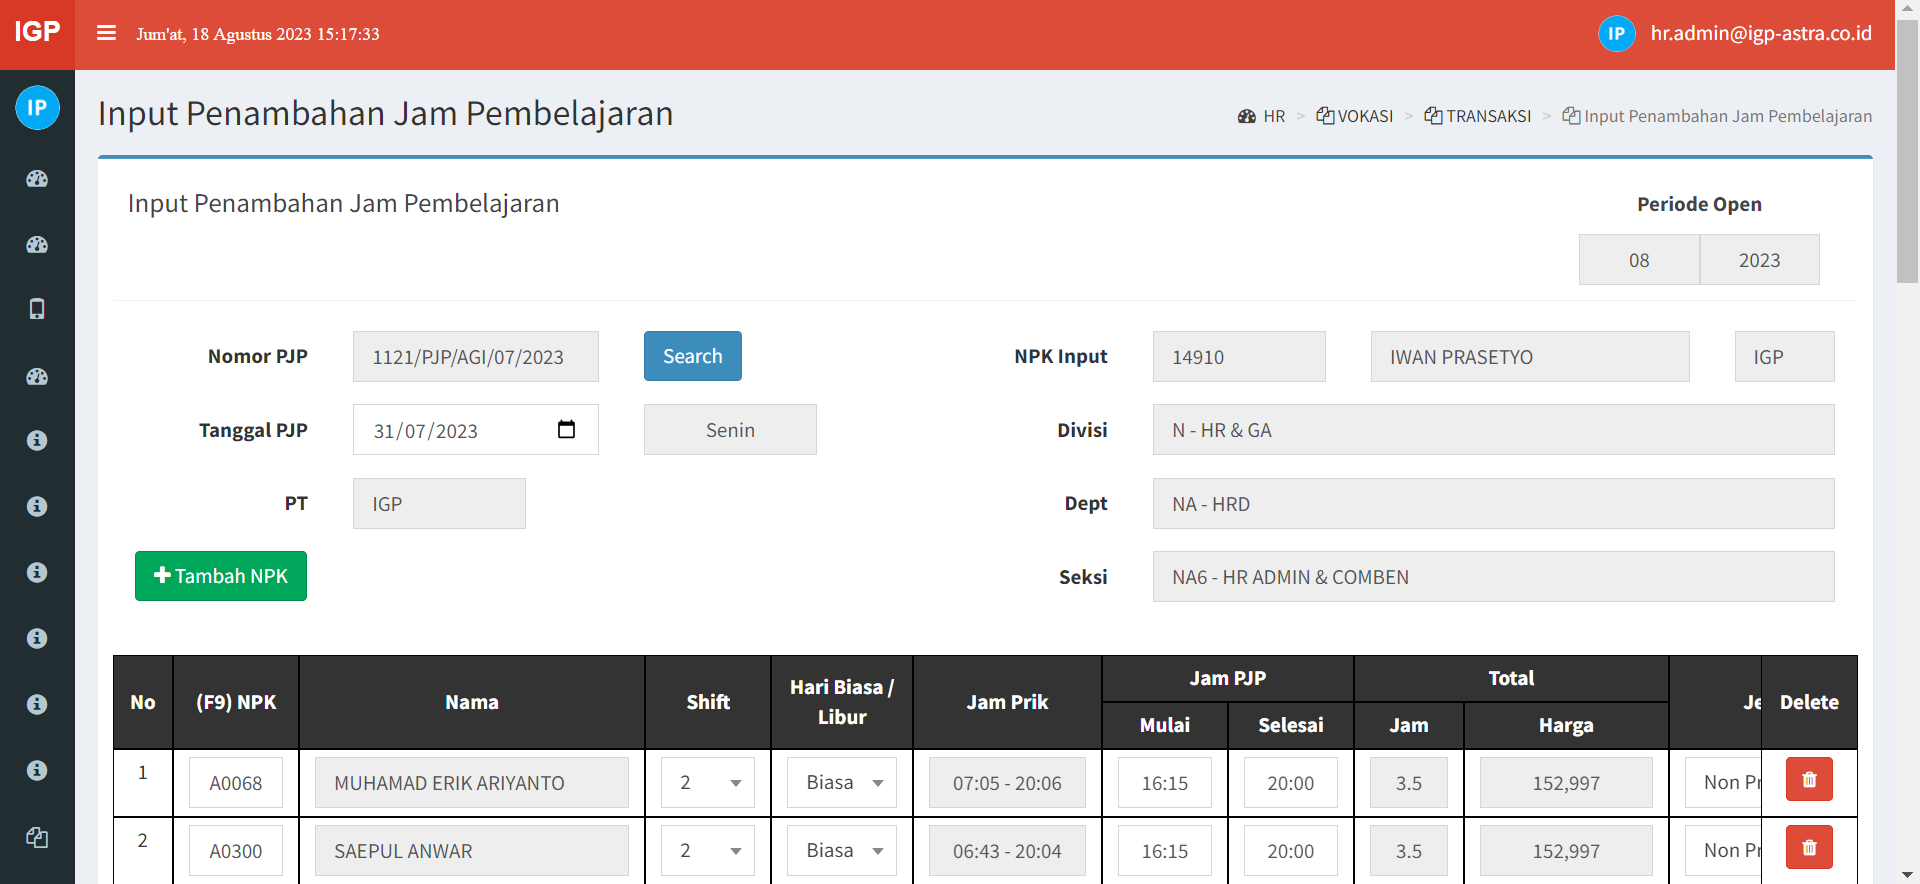 IGP
Jum'at, 18 Agustus 2023 15:17:33
IP
hr.admin@igp-astra.co.id
IP
Input Penambahan Jam Pembelajaran
HR > VOKASI > TRANSAKSI > Input Penambahan Jam Pembelajaran
Input Penambahan Jam Pembelajaran
Periode Open
08 2023
Nomor PJP 1121/PJP/AGI/07/2023 Search
NPK Input 14910 IWAN PRASETYO IGP
Tanggal PJP 31/07/2023 Senin
Divisi N - HR & GA
PT IGP
Dept NA - HRD
Tambah NPK
Seksi NA6 - HR ADMIN & COMBEN
No (F9) NPK Nama Shift Hari Biasa / Libur Jam Prik Jam PJP Total Je Delete
Mulai Selesai Jam Harga
1 A0068 MUHAMAD ERIK ARIYANTO 2 Biasa 07:05 - 20:06 16:15 20:00 3.5 152,997 Non Pr
2 A0300 SAEPUL ANWAR 2 Biasa 06:43 - 20:04 16:15 20:00 3.5 152,997 Non Pr